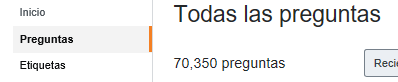 Inicio
Preguntas
Etiquetas
Todas las preguntas
70,350 preguntas